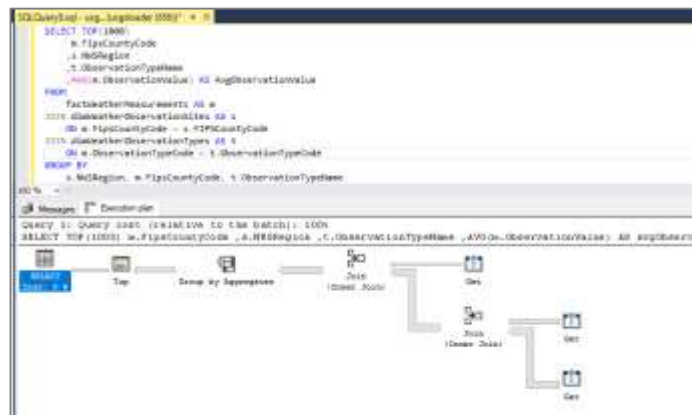 SELECT TOP(1000)
m.FipsCountyCode
,s.NWSRegion
,t.ObservationTypeName
,AVG(m.ObservationValue) AS AvgObservationValue
FROM
factWeatherMeasurements AS m
JOIN dimWeatherObservationSites AS s
ON m.FipsCountyCode = s.FIPSCountyCode
JOIN dimWeatherObservationTypes AS t
ON m.ObservationTypeCode = t.ObservationTypeCode
GROUP BY
s.NWSRegion, m.FipsCountyCode, t.ObservationTypeName
Messages Execution plan
Query 1: Query cost (relative to the batch): 100%
SELECT TOP(1000) m.FipsCountyCode ,s.NWSRegion ,t.ObservationTypeName ,AVG(m.ObservationValue) AS
SELECT
Cost: 0 %
Top
Group by Aggregates
Join
(Inner Join)
Get
Join
(Inner Join)
Get
Get